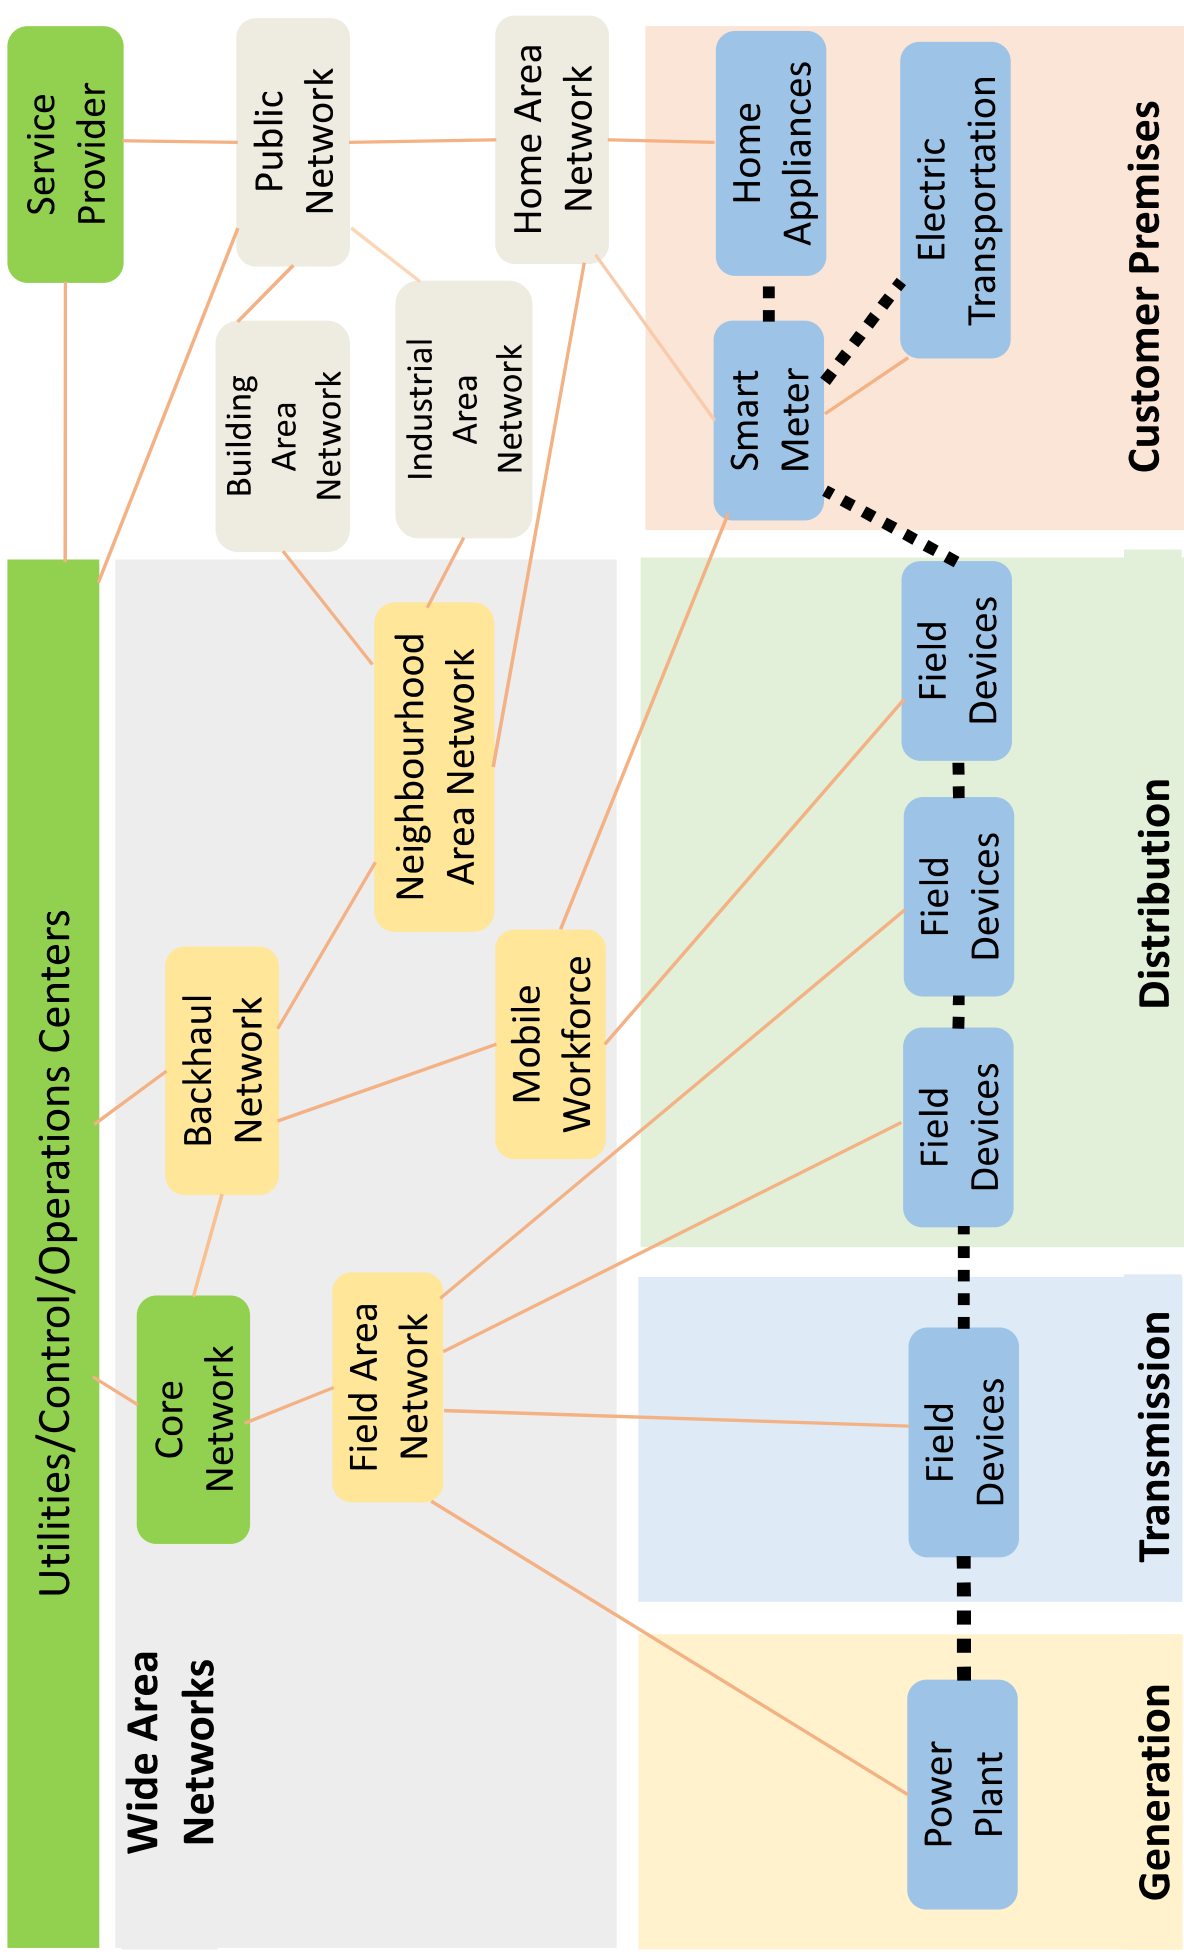 Utilities/Control/Operations Centers
Service
Provider
Wide Area
Networks
Core
Network
Backhaul
Network
Building
Area
Network
Public
Network
Field Area
Network
Neighbourhood
Area Network
Industrial
Area
Network
Mobile
Workforce
Home Area
Network
Smart
Meter
Home
Appliances
Power
Plant
Field
Devices
Field
Devices
Field
Devices
Field
Devices
Electric
Transportation
Generation
Transmission
Distribution
Customer Premises